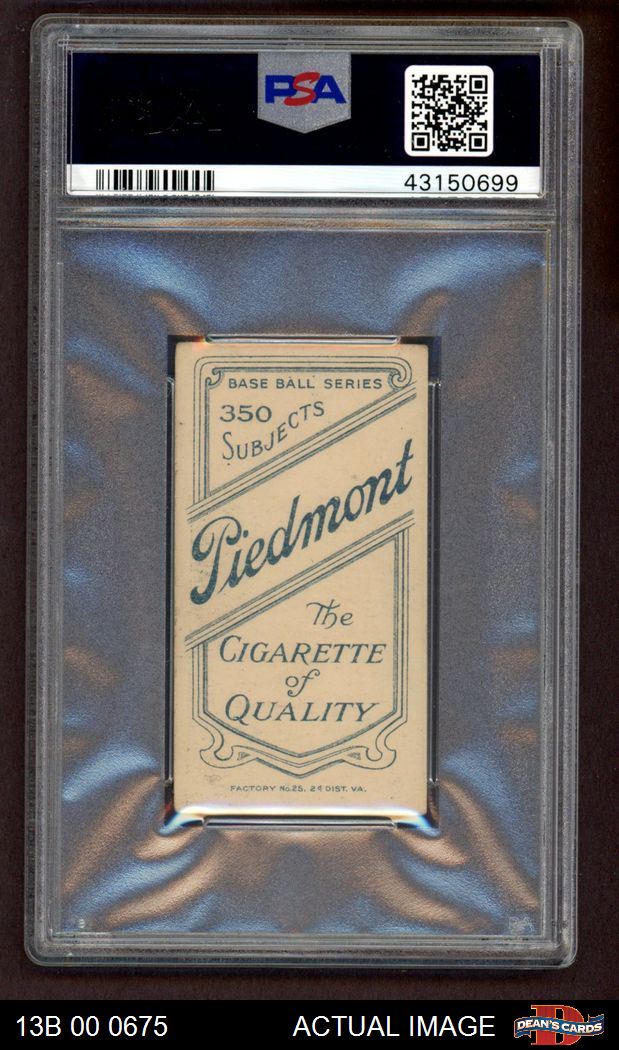 PSA
43150699
BASE BALL SERIES
350
SUBJECTS
Piedmont
The
CIGARETTE
of
QUALITY
FACTORY No. 25, 2d DIST. VA.
13B 00 0675 ACTUAL IMAGE
D
DEAN'S CARDS